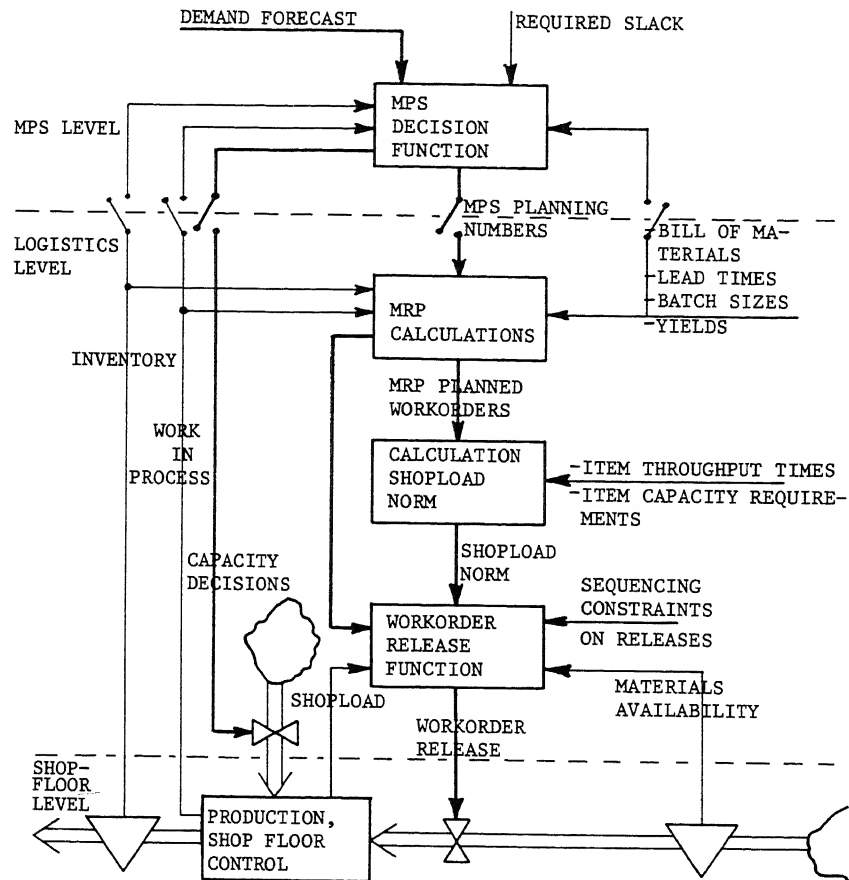 DEMAND FORECAST
REQUIRED SLACK
MPS
DECISION
FUNCTION
MPS LEVEL
MPS PLANNING
NUMBERS
LOGISTICS
LEVEL
-BILL OF MA-
TERIALS
-LEAD TIMES
-BATCH SIZES
-YIELDS
MRP
CALCULATIONS
INVENTORY
MRP PLANNED
WORKORDERS
WORK
IN
PROCESS
CALCULATION
SHOPLOAD
NORM
-ITEM THROUGHPUT TIMES
-ITEM CAPACITY REQUIRE-
MENTS
SHOPLOAD
NORM
CAPACITY
DECISIONS
SEQUENCING
CONSTRAINTS
ON RELEASES
WORKORDER
RELEASE
FUNCTION
SHOPLOAD
MATERIALS
AVAILABILITY
WORKORDER
RELEASE
SHOP-
FLOOR
LEVEL
PRODUCTION,
SHOP FLOOR
CONTROL